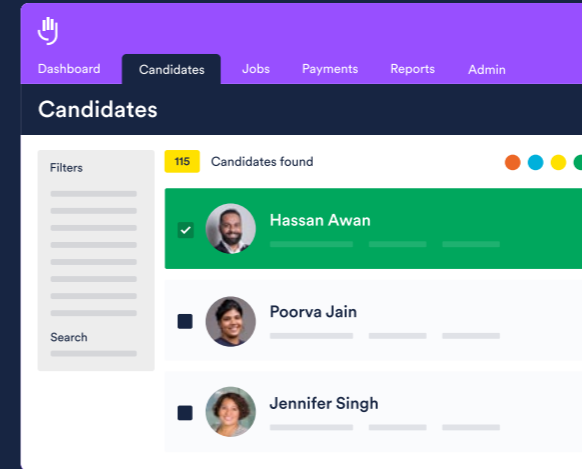 Dashboard Candidates Jobs Payments Reports Admin
Candidates
Filters
115 Candidates found
Hassan Awan
Poorva Jain
Search
Jennifer Singh